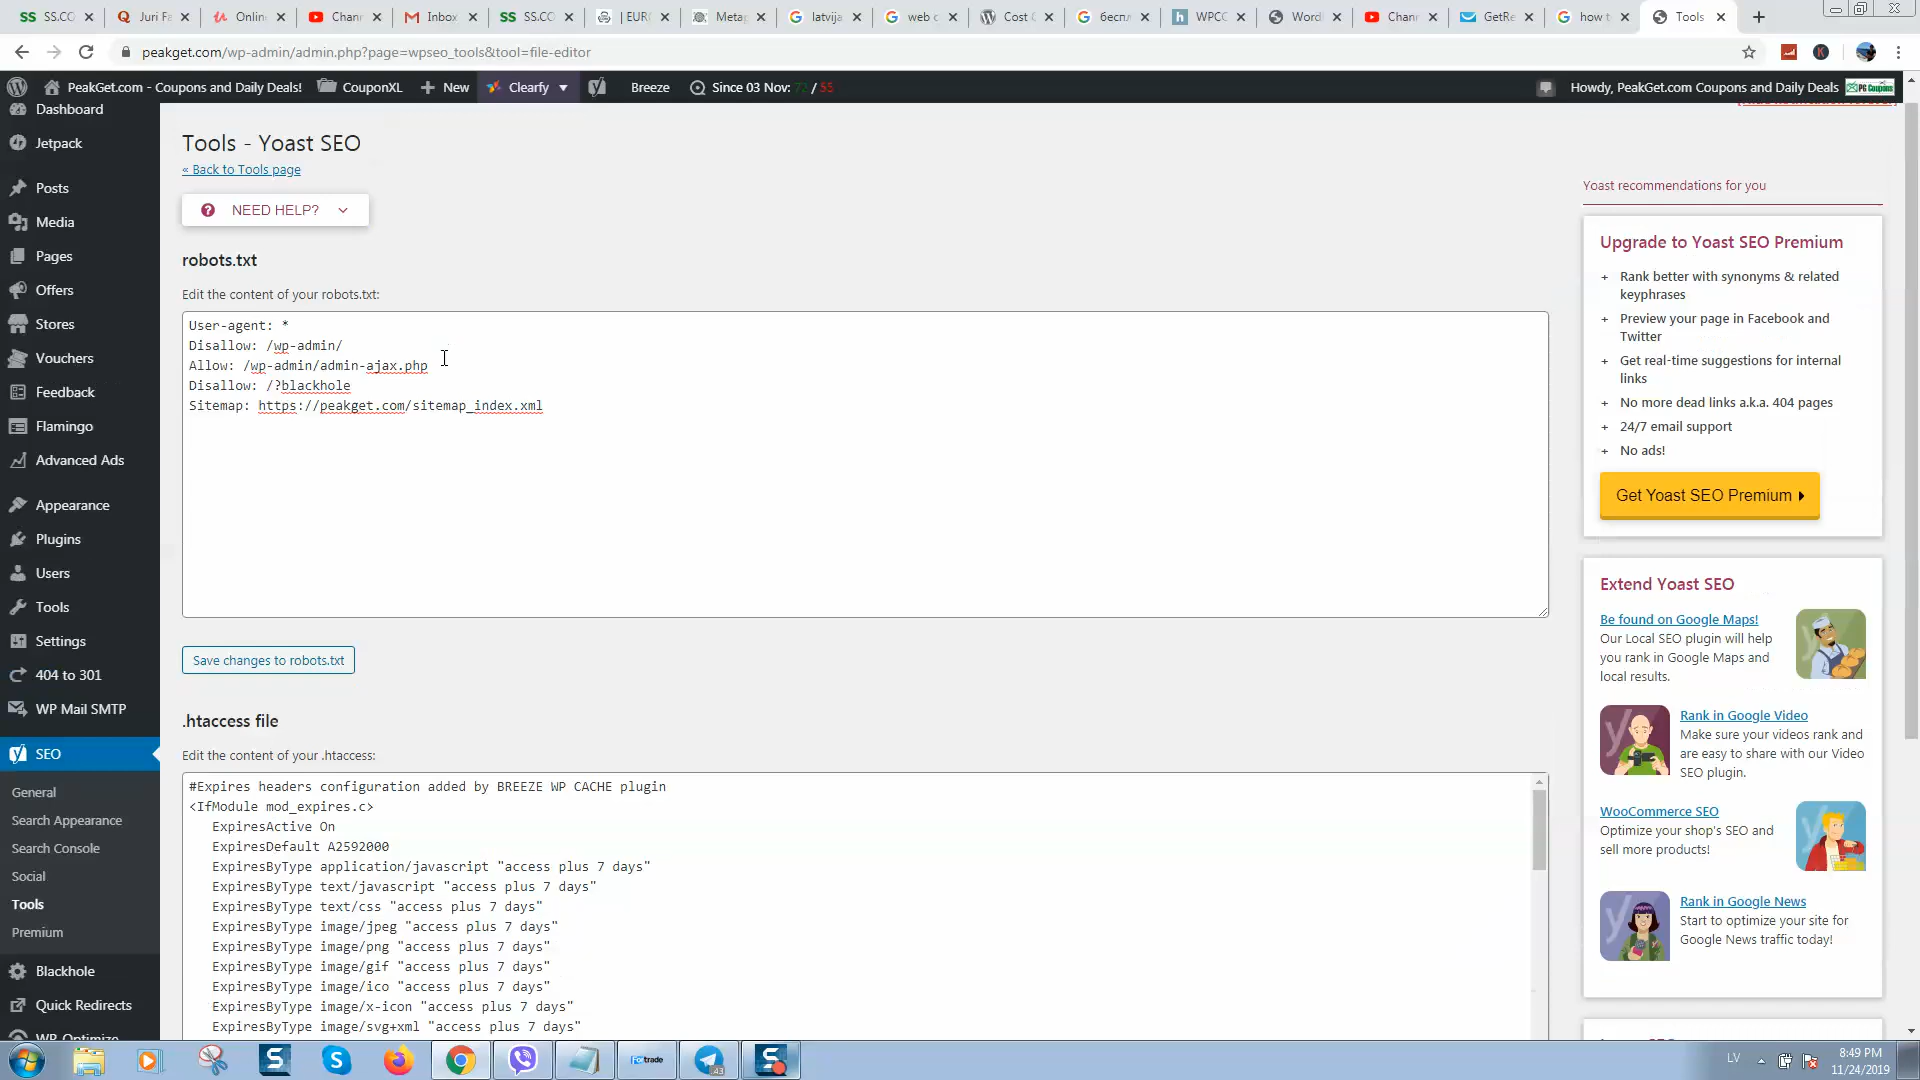 SS.CO
Juri Fa
Onlin
Chann
Inbox
SS.CO
| EUR
Metap
latvija
web c
Cost
беспл
WPCC
Wordl
Chann
GetRe
how t
Tools
peakget.com/wp-admin/admin.php?page=wpseo_tools&tool=file-editor
PeakGet.com - Coupons and Daily Deals!
CouponXL
New
Clearfy
Breeze
Since 03 Nov: 72 / 55
Howdy, PeakGet.com Coupons and Daily Deals
PG Coupons
Dashboard
Jetpack
Posts
Media
Pages
Offers
Stores
Vouchers
Feedback
Flamingo
Advanced Ads
Appearance
Plugins
Users
Tools
Settings
404 to 301
WP Mail SMTP
SEO
General
Search Appearance
Search Console
Social
Tools
Premium
Blackhole
Quick Redirects
WP-Optimize
Tools - Yoast SEO
« Back to Tools page
NEED HELP?
robots.txt
Edit the content of your robots.txt:
User-agent: *
Disallow: /wp-admin/
Allow: /wp-admin/admin-ajax.php
Disallow: /?blackhole
Sitemap: https://peakget.com/sitemap_index.xml
Save changes to robots.txt
.htaccess file
Edit the content of your .htaccess:
#Expires headers configuration added by BREEZE WP CACHE plugin
<IfModule mod_expires.c>
ExpiresActive On
ExpiresDefault A2592000
ExpiresByType application/javascript "access plus 7 days"
ExpiresByType text/javascript "access plus 7 days"
ExpiresByType text/css "access plus 7 days"
ExpiresByType image/jpeg "access plus 7 days"
ExpiresByType image/png "access plus 7 days"
ExpiresByType image/gif "access plus 7 days"
ExpiresByType image/ico "access plus 7 days"
ExpiresByType image/x-icon "access plus 7 days"
ExpiresByType image/svg+xml "access plus 7 days"
Yoast recommendations for you
Upgrade to Yoast SEO Premium
+ Rank better with synonyms & related
keyphrases
+ Preview your page in Facebook and
Twitter
+ Get real-time suggestions for internal
links
+ No more dead links a.k.a. 404 pages
+ 24/7 email support
+ No ads!
Get Yoast SEO Premium
Extend Yoast SEO
Be found on Google Maps!
Our Local SEO plugin will help
you rank in Google Maps and
local results.
Rank in Google Video
Make sure your videos rank and
are easy to share with our Video
SEO plugin.
WooCommerce SEO
Optimize your shop's SEO and
sell more products!
Rank in Google News
Start to optimize your site for
Google News traffic today!
Fortrade
43
LV
8:49 PM
11/24/2019